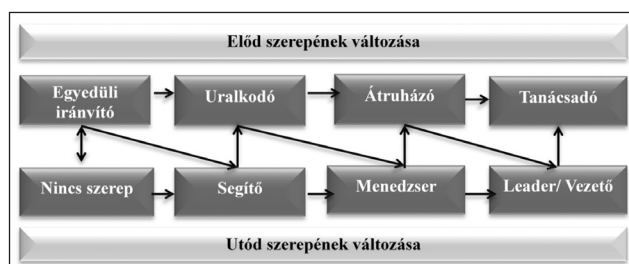 Előd szerepének változása
Egyedüli
irányító
Uralkodó
Átruházó
Tanácsadó
Nincs szerep
Segítő
Menedzser
Leader/ Vezető
Utód szerepének változása